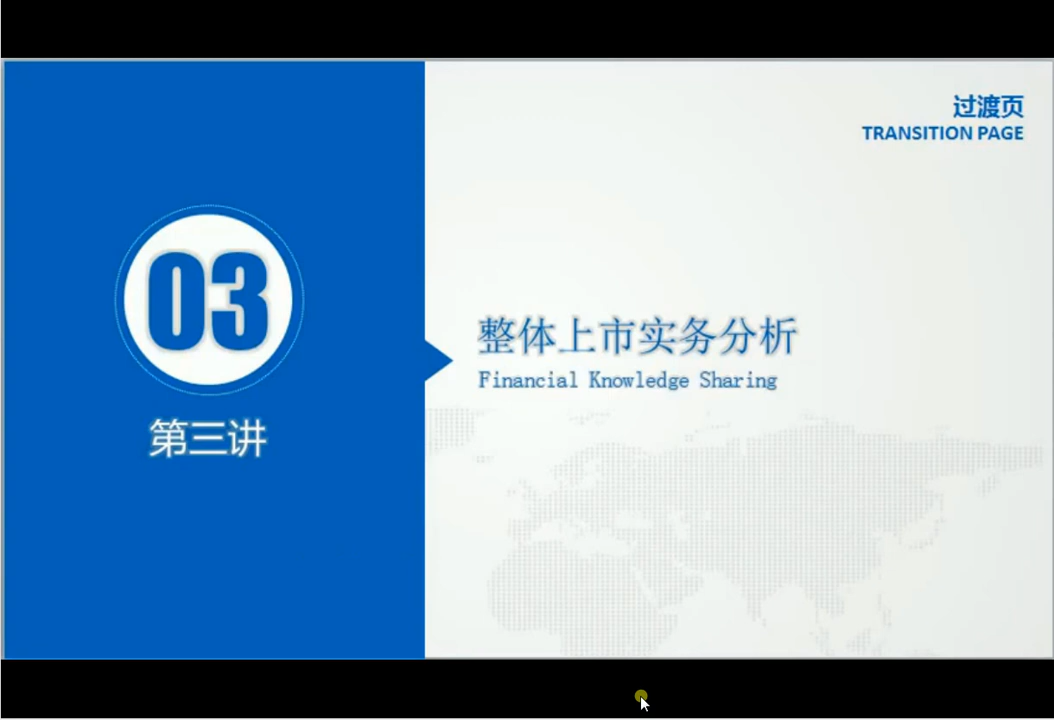 过渡页
TRANSITION PAGE
03
第三讲
整体上市实务分析
Financial Knowledge Sharing